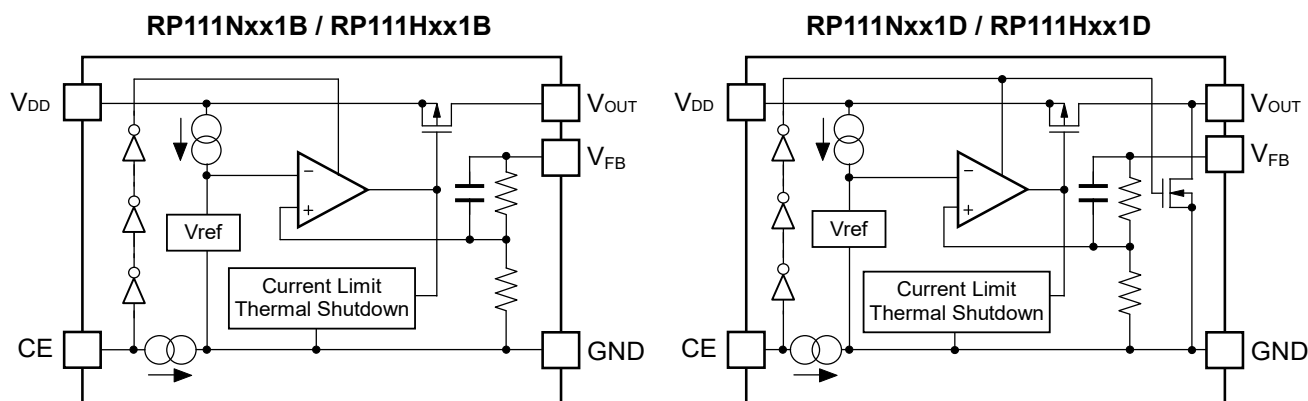 RP111Nxx1B / RP111Hxx1B
VDD
VOUT
VFB
−
+
Vref
Current Limit
Thermal Shutdown
CE
GND
RP111Nxx1D / RP111Hxx1D
VDD
VOUT
VFB
−
+
Vref
Current Limit
Thermal Shutdown
CE
GND